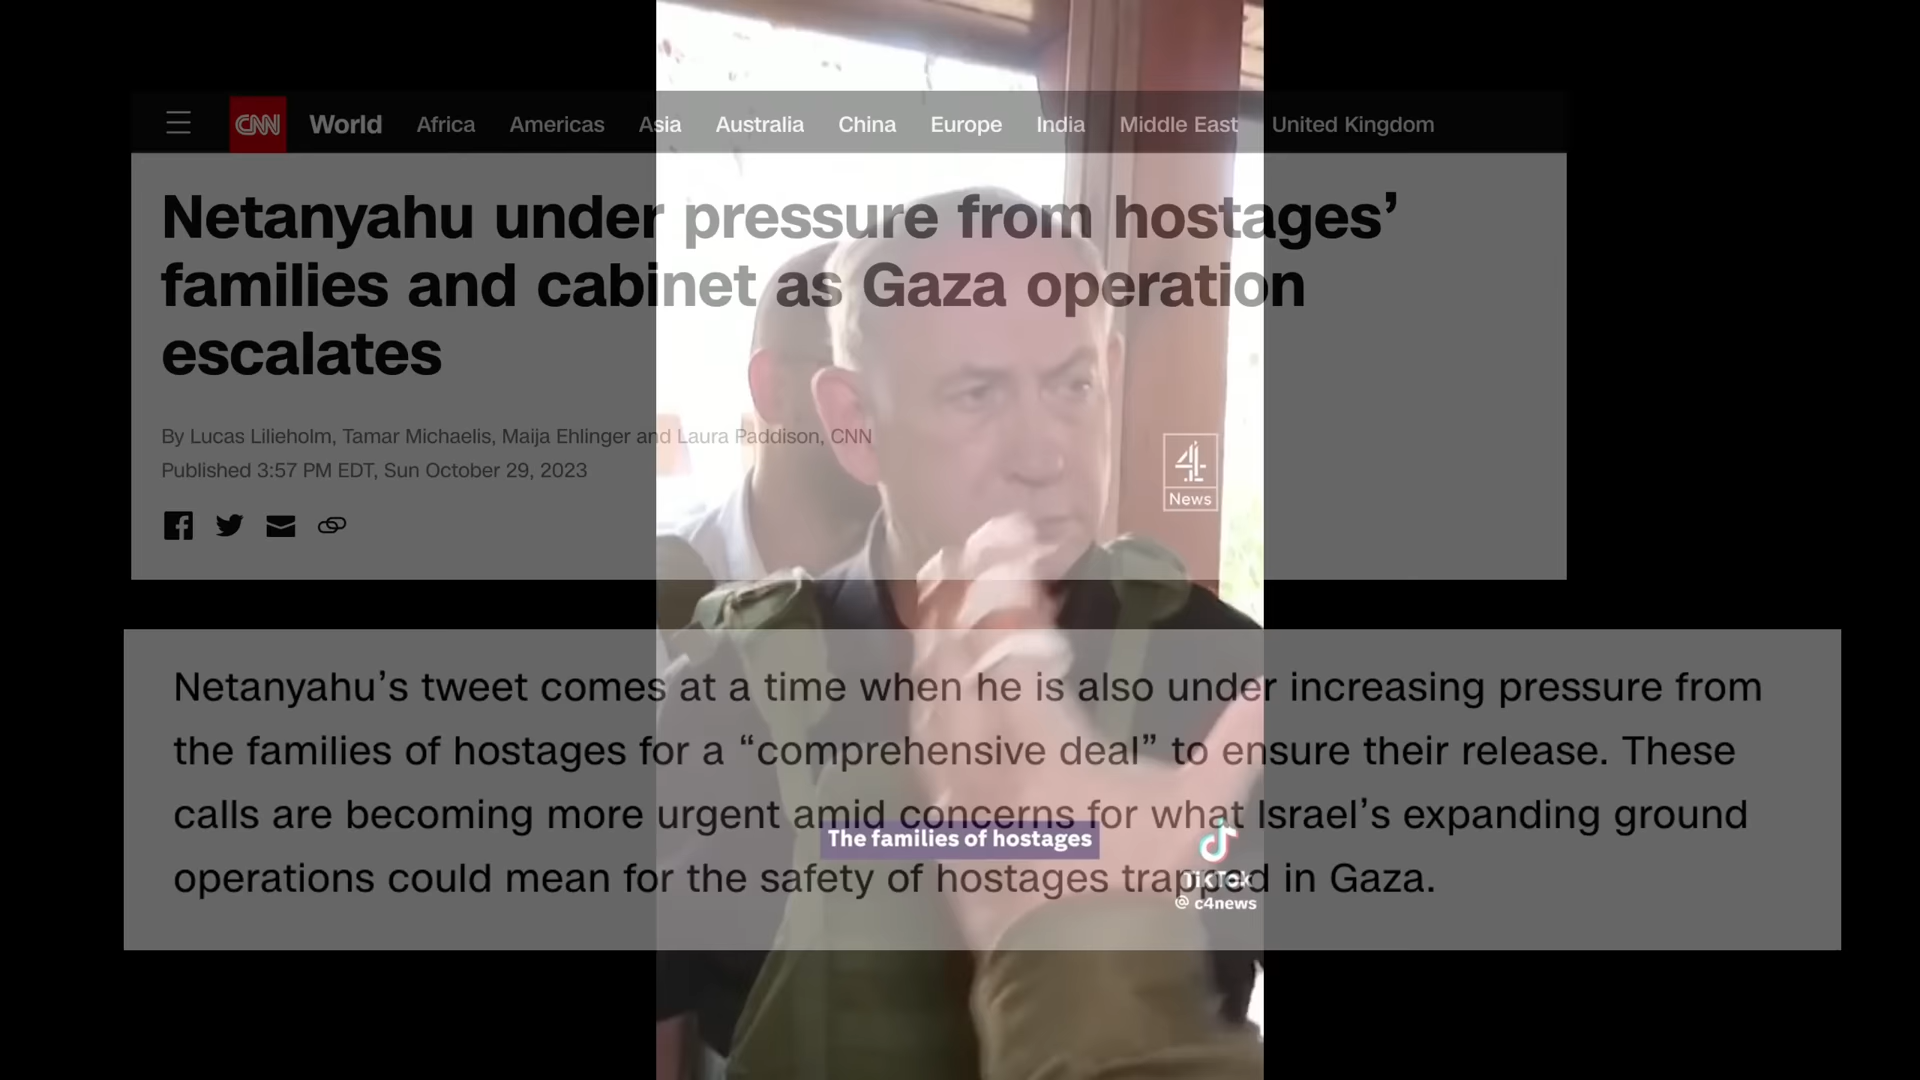 CNN World Africa Americas Asia Australia China Europe India Middle East United Kingdom
Netanyahu under pressure from hostages’
families and cabinet as Gaza operation
escalates
By Lucas Lilieholm, Tamar Michaelis, Maija Ehlinger and Laura Paddison, CNN
Published 3:57 PM EDT, Sun October 29, 2023
4
News
Netanyahu’s tweet comes at a time when he is also under increasing pressure from
the families of hostages for a “comprehensive deal” to ensure their release. These
calls are becoming more urgent amid concerns for what Israel’s expanding ground
The families of hostages
operations could mean for the safety of hostages trapped in Gaza.
TikTok
@ c4news